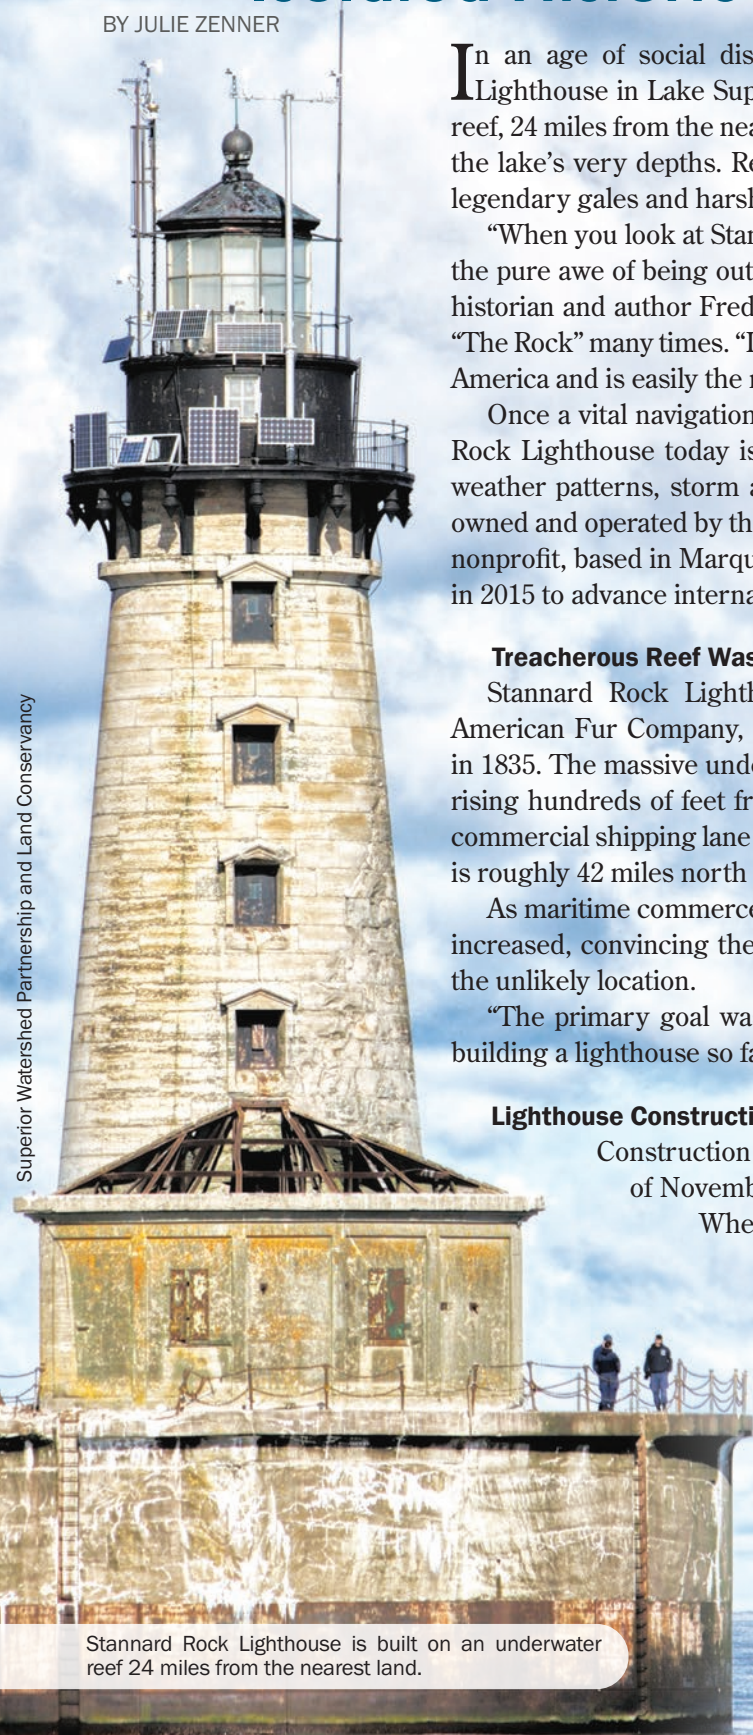 BY JULIE ZENNER
In an age of social dis
Lighthouse in Lake Sup
reef, 24 miles from the nea
the lake’s very depths. Re
legendary gales and harsh
“When you look at Stan
the pure awe of being out
historian and author Fred
“The Rock” many times. “I
America and is easily the
Once a vital navigation
Rock Lighthouse today is
weather patterns, storm a
owned and operated by th
nonprofit, based in Marqu
in 2015 to advance interna
Treacherous Reef Was
Stannard Rock Lighth
American Fur Company,
in 1835. The massive unde
rising hundreds of feet fr
commercial shipping lane
is roughly 42 miles north
As maritime commerce
increased, convincing the
the unlikely location.
“The primary goal wa
building a lighthouse so fa
Lighthouse Constructi
Construction
of Novemb
Whe
Superior Watershed Partnership and Land Conservancy
Stannard Rock Lighthouse is built on an underwater
reef 24 miles from the nearest land.